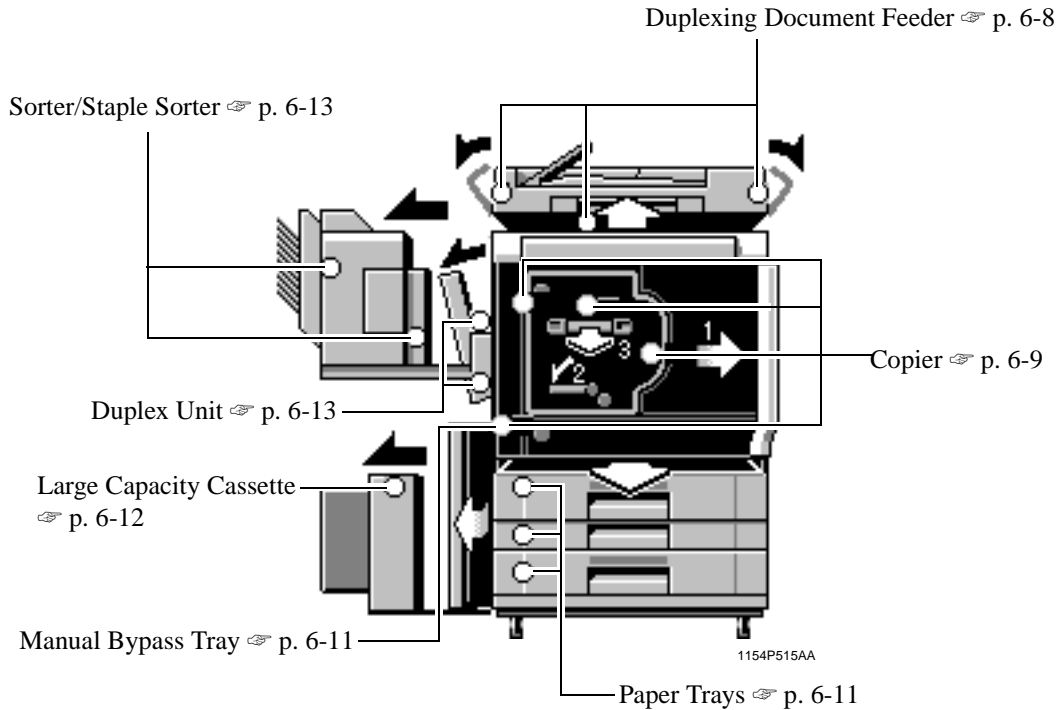 Duplexing Document Feeder ☞ p. 6-8
Sorter/Staple Sorter ☞ p. 6-13
1
3
2
Copier ☞ p. 6-9
Duplex Unit ☞ p. 6-13
Large Capacity Cassette
☞ p. 6-12
Manual Bypass Tray ☞ p. 6-11
1154P515AA
Paper Trays ☞ p. 6-11